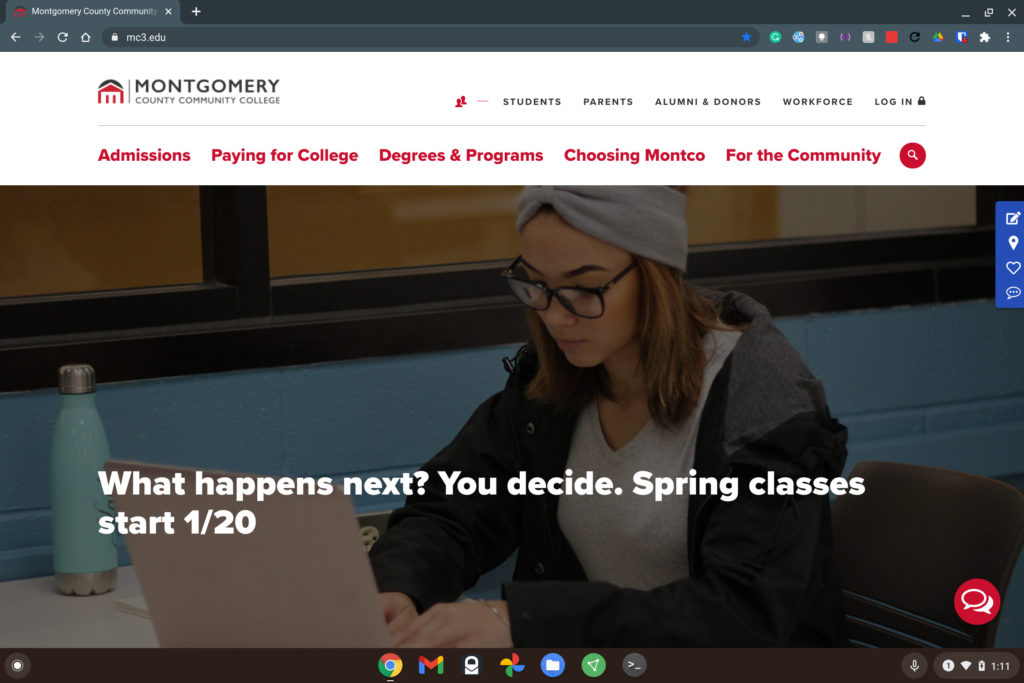 Montgomery County Community
mc3.edu
MONTGOMERY
COUNTY COMMUNITY COLLEGE
STUDENTS PARENTS ALUMNI & DONORS WORKFORCE LOG IN
Admissions Paying for College Degrees & Programs Choosing Montco For the Community
What happens next? You decide. Spring classes
start 1/20
1 1:11